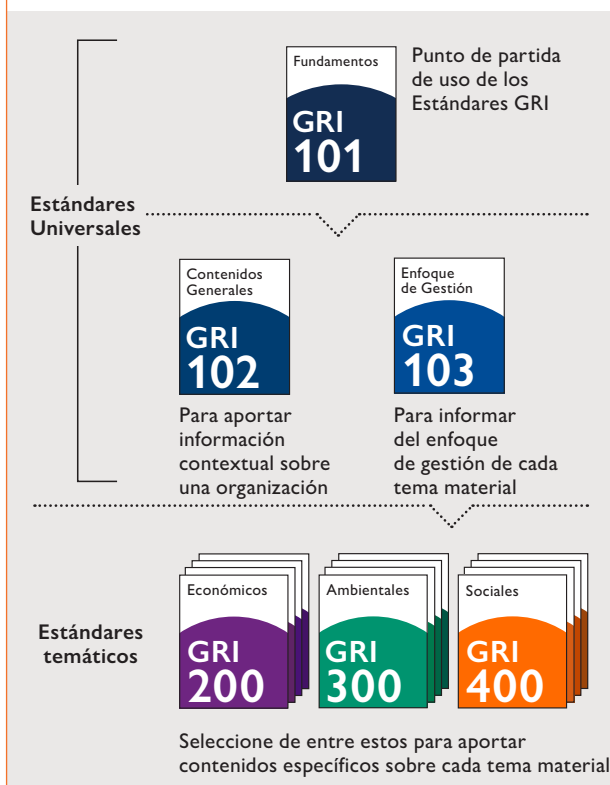 Fundamentos
GRI
101
Punto de partida
de uso de los
Estándares GRI
Estándares
Universales
Contenidos
Generales
GRI
102
Para aportar
información
contextual sobre
una organización
Enfoque
de Gestión
GRI
103
Para informar
del enfoque
de gestión de cada
tema material
Estándares
temáticos
Económicos
GRI
200
Ambientales
GRI
300
Sociales
GRI
400
Seleccione de entre estos para aportar
contenidos específicos sobre cada tema material